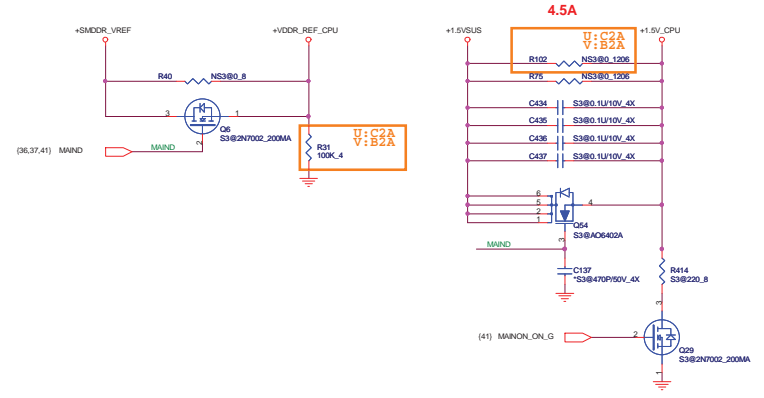 4.5A
+SMDDR_VREF
+VDDR_REF_CPU
R40
NS3@0_8
3
1
Q6
S3@2N7002_200MA
2
{36,37,41} MAIND
MAIND
U:C2A
V:B2A
R31
100K_4
+1.5VSUS
+1.5V_CPU
U:C2A
V:B2A
R102
NS3@0_1206
R75
NS3@0_1206
C434
S3@0.1U/10V_4X
C435
S3@0.1U/10V_4X
C436
S3@0.1U/10V_4X
C437
S3@0.1U/10V_4X
6
5
2
1
4
Q54
S3@AO6402A
3
MAIND
C137
*S3@470P/50V_4X
R414
S3@220_8
3
{41} MAINON_ON_G
2
Q29
S3@2N7002_200MA
1